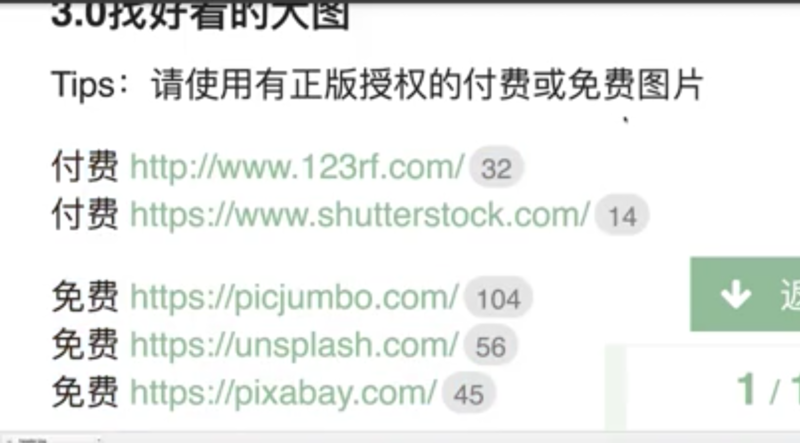 3.0找好看的大图
Tips：请使用有正版授权的付费或免费图片
付费 http://www.123rf.com/ 32
付费 https://www.shutterstock.com/ 14
免费 https://picjumbo.com/ 104
免费 https://unsplash.com/ 56
免费 https://pixabay.com/ 45
返
1 / 1